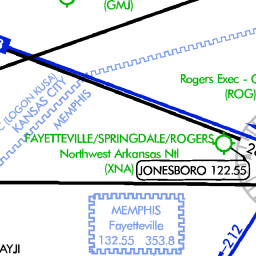 (GMJ)
Rogers Exec - C
(ROG)
(LOGON KUSA)
KANSAS CITY
MEMPHIS
FAYETTEVILLE/SPRINGDALE/ROGERS
Northwest Arkansas Ntl
(XNA)
JONESBORO 122.55
MEMPHIS
Fayetteville
132.55 353.8
-212
AYJI